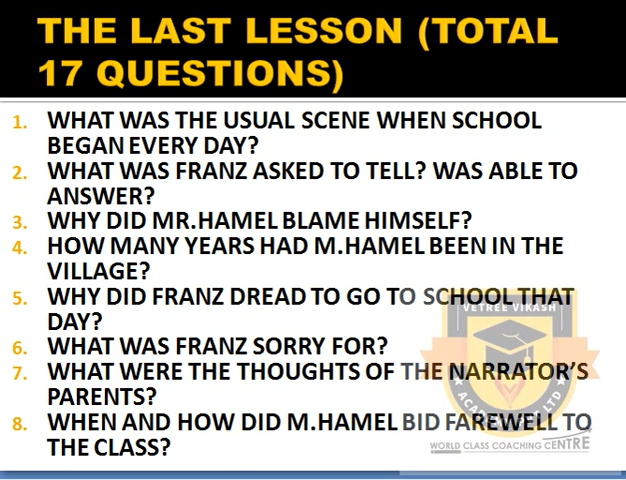 THE LAST LESSON (TOTAL
17 QUESTIONS)
1. WHAT WAS THE USUAL SCENE WHEN SCHOOL
BEGAN EVERY DAY?
2. WHAT WAS FRANZ ASKED TO TELL? WAS ABLE TO
ANSWER?
3. WHY DID MR.HAMEL BLAME HIMSELF?
4. HOW MANY YEARS HAD M.HAMEL BEEN IN THE
VILLAGE?
5. WHY DID FRANZ DREAD TO GO TO SCHOOL THAT
DAY?
6. WHAT WAS FRANZ SORRY FOR?
7. WHAT WERE THE THOUGHTS OF THE NARRATOR'S
PARENTS?
8. WHEN AND HOW DID M.HAMEL BID FAREWELL TO
THE CLASS?
VETREE VIKASH
WORLD CLASS COACHING CENTRE